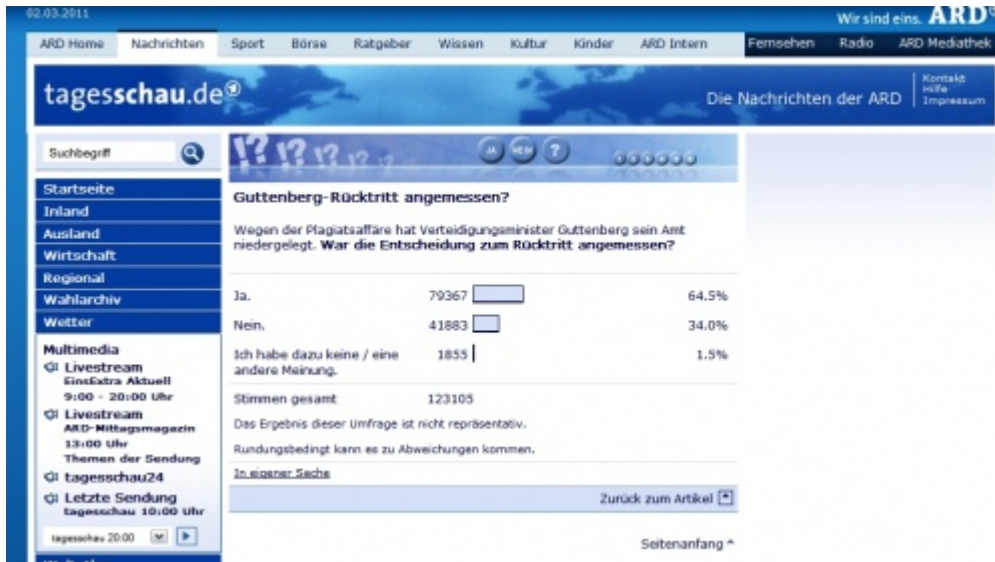 02.03.2011
Wir sind eins. ARD
ARD Home Nachrichten Sport Börse Ratgeber Wissen Kultur Kinder ARD Intern Fernsehen Radio ARD Mediathek
tagesschau.de
Die Nachrichten der ARD
Kontakt
Hilfe
Impressum
Suchbegriff
!? !? !? !? !?
JA NEIN ?
Startseite
Inland
Ausland
Wirtschaft
Regional
Wahlarchiv
Wetter
Multimedia
Livestream
EinsExtra Aktuell
9:00 - 20:00 Uhr
Livestream
ARD-Mittagsmagazin
13:00 Uhr
Themen der Sendung
tagesschau24
Letzte Sendung
tagesschau 10:00 Uhr
tagesschau 20:00
Guttenberg-Rücktritt angemessen?
Wegen der Plagiatsaffäre hat Verteidigungsminister Guttenberg sein Amt
niedergelegt. War die Entscheidung zum Rücktritt angemessen?
Ja. 79367 64.5%
Nein. 41883 34.0%
Ich habe dazu keine / eine 1855 1.5%
andere Meinung.
Stimmen gesamt 123105
Das Ergebnis dieser Umfrage ist nicht repräsentativ.
Rundungsbedingt kann es zu Abweichungen kommen.
In eigener Sache
Zurück zum Artikel
Seitenanfang ^